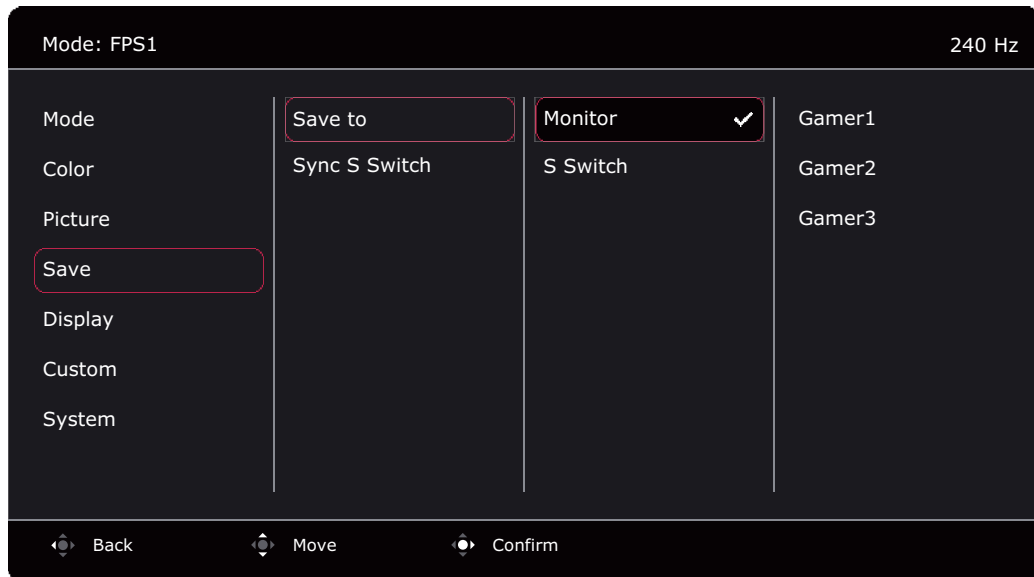 Mode: FPS1
240 Hz
Mode
Color
Picture
Save
Display
Custom
System
Save to
Sync S Switch
Monitor
S Switch
Gamer1
Gamer2
Gamer3
Back
Move
Confirm